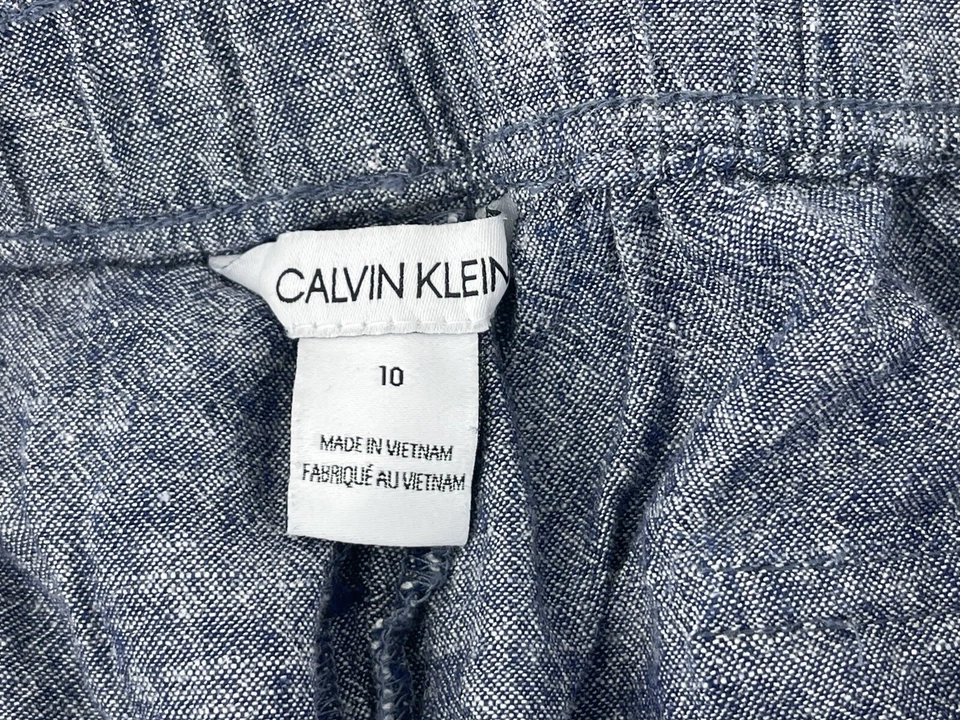 CALVIN KLEIN
10
MADE IN VIETNAM
FABRIQUÉ AU VIETNAM